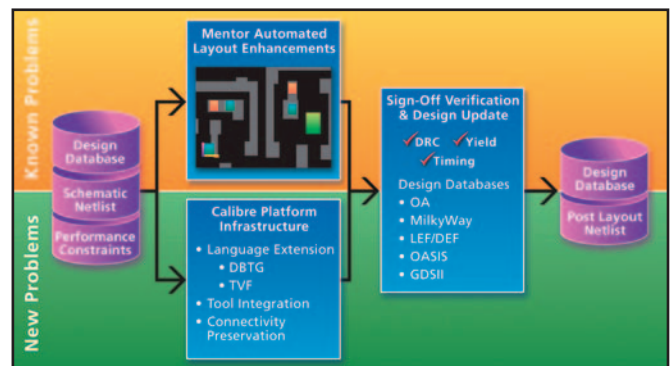 Known Problems
New Problems
Design
Database
Schematic
Netlist
Performance
Constraints
Mentor Automated
Layout Enhancements
Calibre Platform
Infrastructure
• Language Extension
• DBTG
• TVF
• Tool Integration
• Connectivity
Preservation
Sign-Off Verification
& Design Update
✓DRC ✓Yield
✓Timing
Design Databases
• OA
• MilkyWay
• LEF/DEF
• OASIS
• GDSII
Design
Database
Post Layout
Netlist